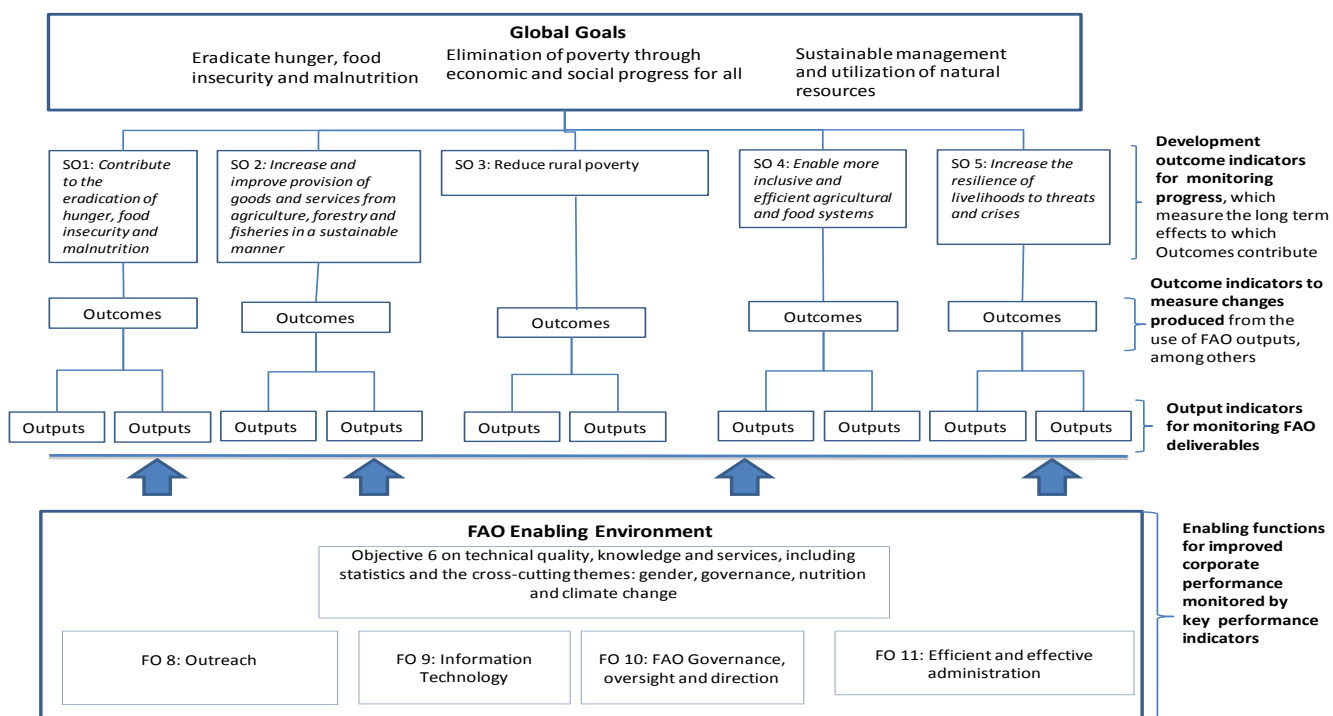 Global Goals
Eradicate hunger, food
insecurity and malnutrition
Elimination of poverty through
economic and social progress for all
Sustainable management
and utilization of natural
resources
SO1: Contribute
to the
eradication of
hunger, food
insecurity and
malnutrition
SO 2: Increase and
improve provision of
goods and services from
agriculture, forestry and
fisheries in a sustainable
manner
SO 3: Reduce rural poverty
SO 4: Enable more
inclusive and
efficient agricultural
and food systems
SO 5: Increase the
resilience of
livelihoods to threats
and crises
Development
outcome indicators
for monitoring
progress, which
measure the long term
effects to which
Outcomes contribute
Outcomes
Outcomes
Outcomes
Outcomes
Outcomes
Outcome indicators to
measure changes
produced from the
use of FAO outputs,
among others
Outputs
Outputs
Outputs
Outputs
Outputs
Outputs
Outputs
Outputs
Outputs
Outputs
Output indicators
for monitoring FAO
deliverables
FAO Enabling Environment
Objective 6 on technical quality, knowledge and services, including
statistics and the cross-cutting themes: gender, governance, nutrition
and climate change
FO 8: Outreach
FO 9: Information
Technology
FO 10: FAO Governance,
oversight and direction
FO 11: Efficient and effective
administration
Enabling functions
for improved
corporate
performance
monitored by
key performance
indicators